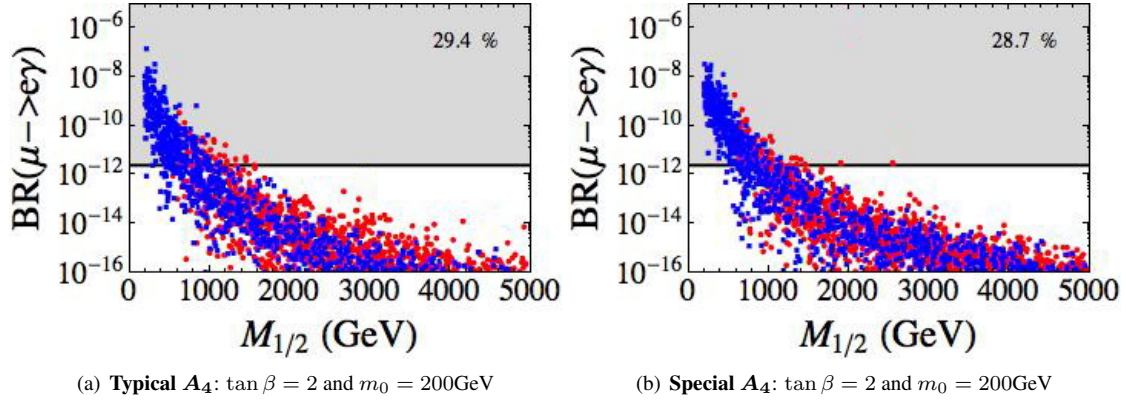 29.4 %
BR(μ−>eγ)
10⁻⁶
10⁻⁸
10⁻¹⁰
10⁻¹²
10⁻¹⁴
10⁻¹⁶
0 1000 2000 3000 4000 5000
M₁/₂ (GeV)
(a) Typical A₄: tan β = 2 and m₀ = 200GeV
28.7 %
BR(μ−>eγ)
10⁻⁶
10⁻⁸
10⁻¹⁰
10⁻¹²
10⁻¹⁴
10⁻¹⁶
0 1000 2000 3000 4000 5000
M₁/₂ (GeV)
(b) Special A₄: tan β = 2 and m₀ = 200GeV